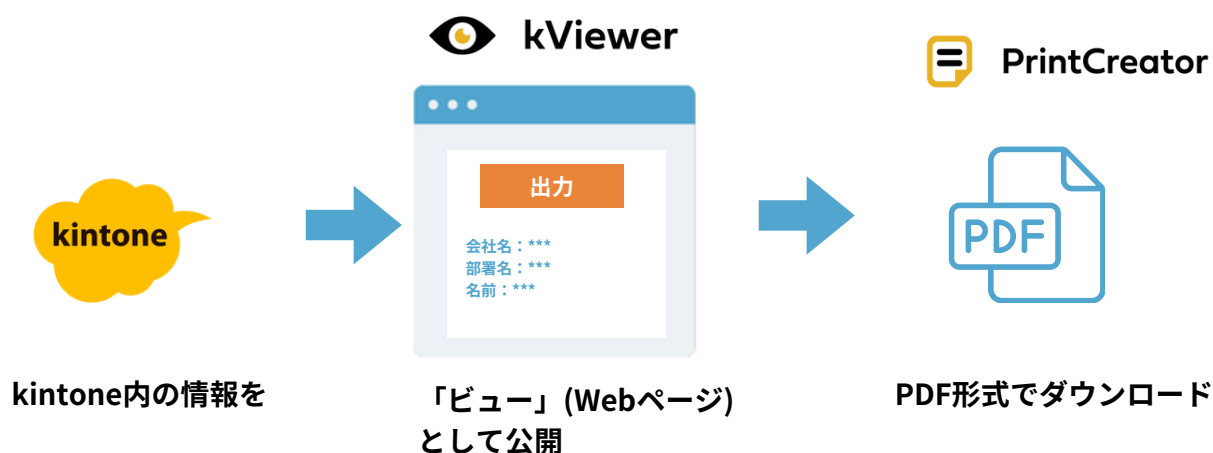 kViewer
PrintCreator
kintone
出力
会社名：***
部署名：***
名前：***
PDF
kintone内の情報を
「ビュー」(Webページ)
として公開
PDF形式でダウンロード